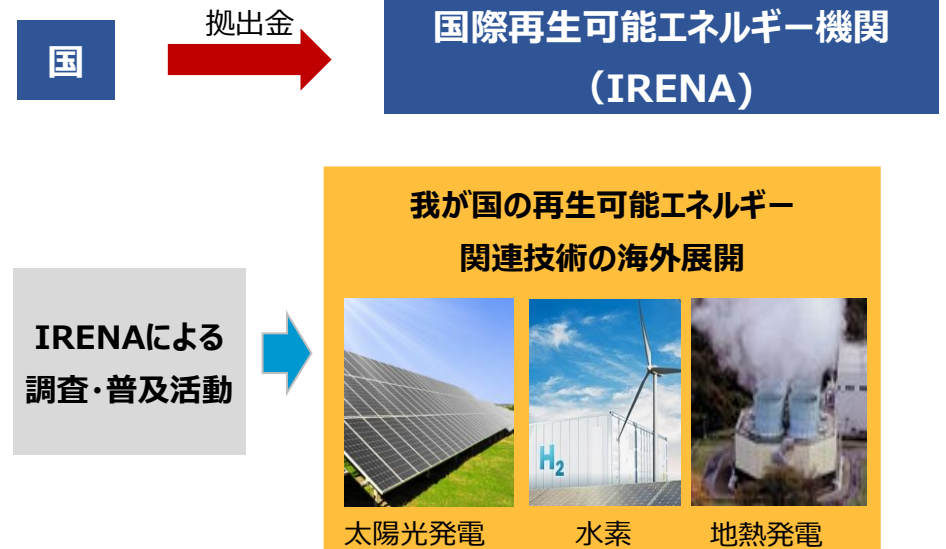 国
拠出金
国際再生可能エネルギー機関
（IRENA)
我が国の再生可能エネルギー
関連技術の海外展開
IRENAによる
調査・普及活動
H2
太陽光発電
水素
地熱発電